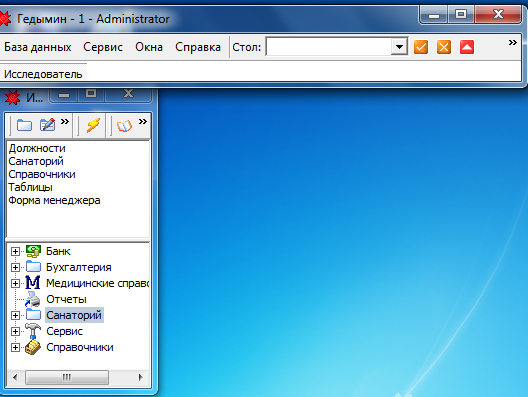 Гедымин - 1 - Administrator
База данных Сервис Окна Справка Стол:
Исследователь
И...
Должности
Санаторий
Справочники
Таблицы
Форма менеджера
Банк
Бухгалтерия
Медицинские справо
Отчеты
Санаторий
Сервис
Справочники